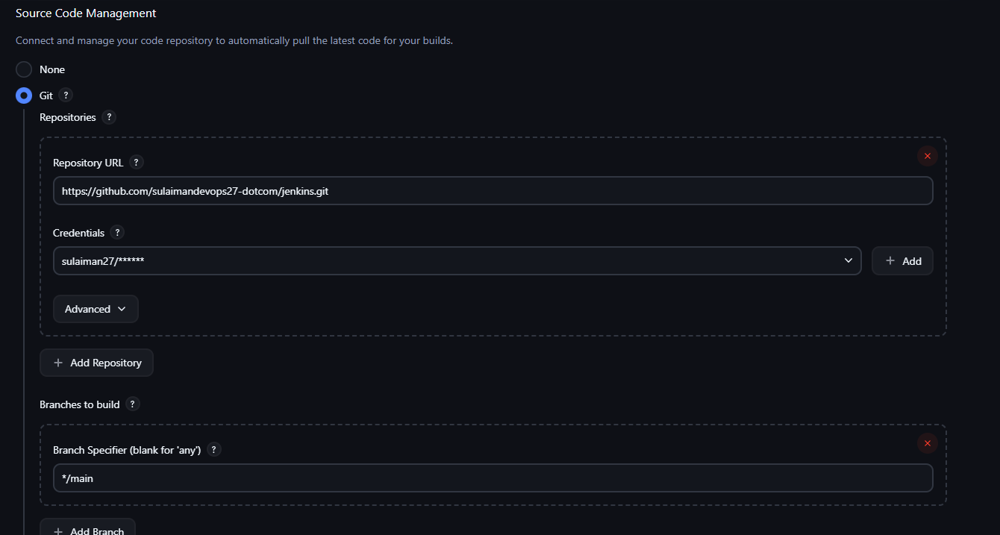 Source Code Management
Connect and manage your code repository to automatically pull the latest code for your builds.
None
Git ?
Repositories ?
Repository URL ?
https://github.com/sulaimandevops27-dotcom/jenkins.git
Credentials ?
sulaiman27/******
+ Add
Advanced
+ Add Repository
Branches to build ?
Branch Specifier (blank for 'any') ?
*/main
+ Add Branch